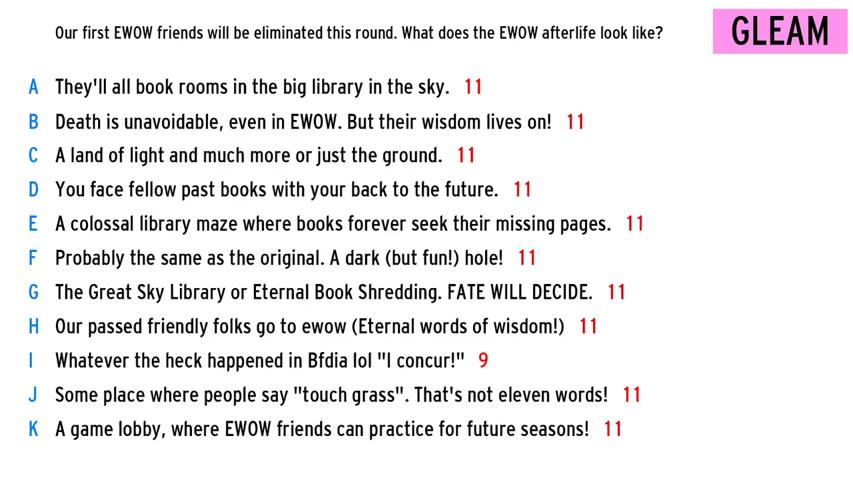 Our first EWOW friends will be eliminated this round. What does the EWOW afterlife look like?
GLEAM
A They'll all book rooms in the big library in the sky. 11
B Death is unavoidable, even in EWOW. But their wisdom lives on! 11
C A land of light and much more or just the ground. 11
D You face fellow past books with your back to the future. 11
E A colossal library maze where books forever seek their missing pages. 11
F Probably the same as the original. A dark (but fun!) hole! 11
G The Great Sky Library or Eternal Book Shredding. FATE WILL DECIDE. 11
H Our passed friendly folks go to ewow (Eternal words of wisdom!) 11
I Whatever the heck happened in Bfdia lol "I concur!" 9
J Some place where people say "touch grass". That's not eleven words! 11
K A game lobby, where EWOW friends can practice for future seasons! 11